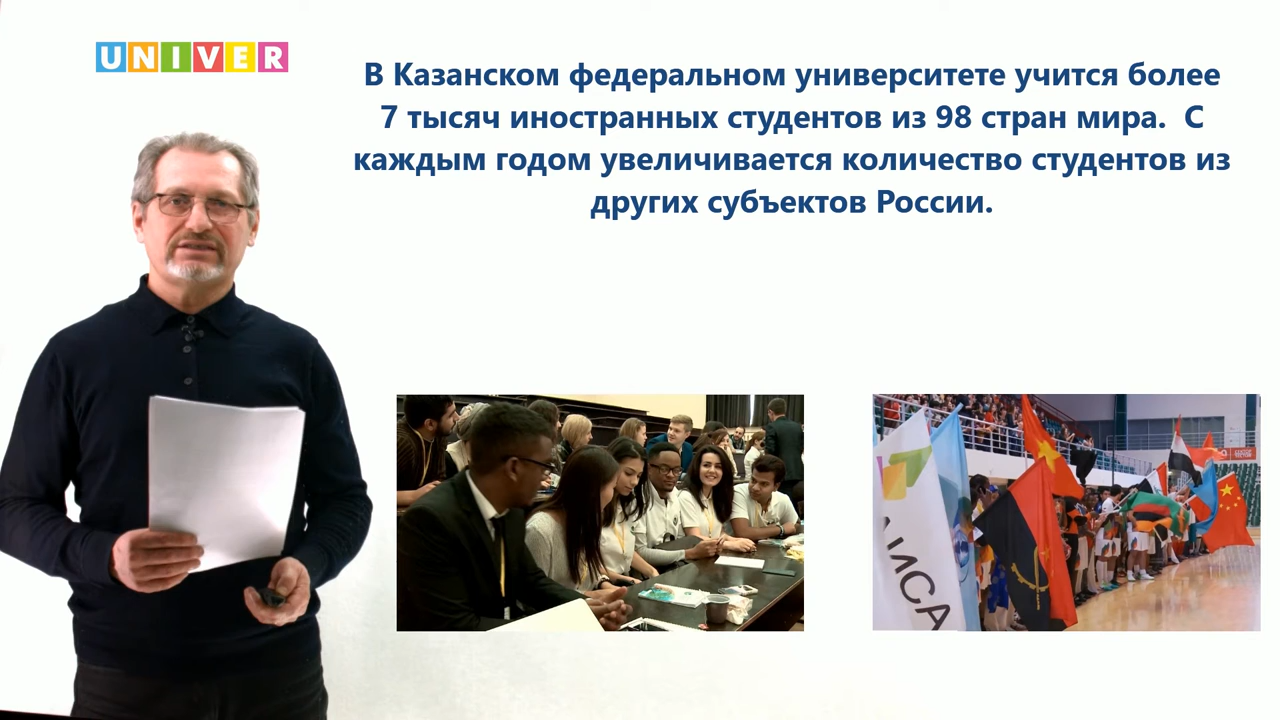 UNIVER
В Казанском федеральном университете учится более
7 тысяч иностранных студентов из 98 стран мира. С
каждым годом увеличивается количество студентов из
других субъектов России.